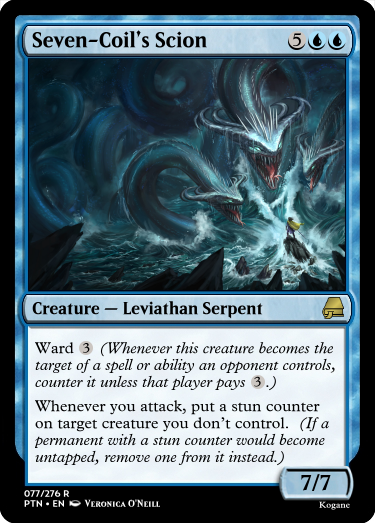 Seven-Coil's Scion 5
Creature — Leviathan Serpent
Ward 3 (Whenever this creature becomes the
target of a spell or ability an opponent controls,
counter it unless that player pays 3.)
Whenever you attack, put a stun counter
on target creature you don't control. (If a
permanent with a stun counter would become
untapped, remove one from it instead.)
7/7
077/276 R
PTN • EN Veronica O'Neill
Kogane